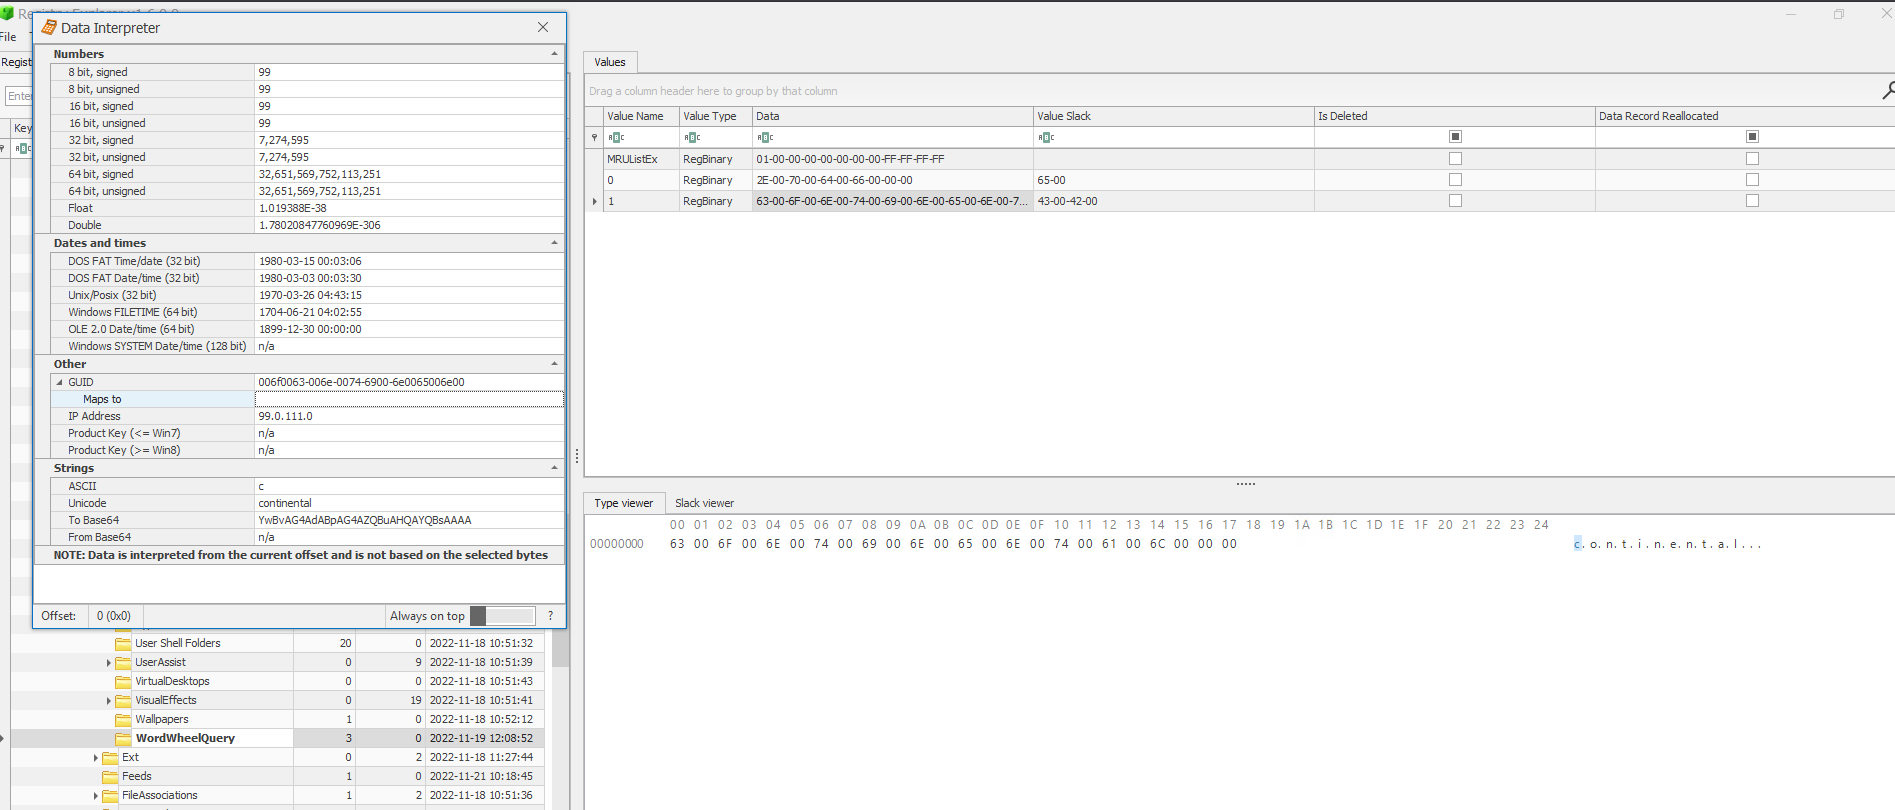 Registry Explorer v1.6.0.0
Data Interpreter
File
Regist
Enter
Key
Numbers
8 bit, signed 99
8 bit, unsigned 99
16 bit, signed 99
16 bit, unsigned 99
32 bit, signed 7,274,595
32 bit, unsigned 7,274,595
64 bit, signed 32,651,569,752,113,251
64 bit, unsigned 32,651,569,752,113,251
Float 1.019388E-38
Double 1.78020847760969E-306
Dates and times
DOS FAT Time/date (32 bit) 1980-03-15 00:03:06
DOS FAT Date/time (32 bit) 1980-03-03 00:03:30
Unix/Posix (32 bit) 1970-03-26 04:43:15
Windows FILETIME (64 bit) 1704-06-21 04:02:55
OLE 2.0 Date/time (64 bit) 1899-12-30 00:00:00
Windows SYSTEM Date/time (128 bit) n/a
Other
GUID 006f0063-006e-0074-6900-6e0065006e00
Maps to
IP Address 99.0.111.0
Product Key (<= Win7) n/a
Product Key (>= Win8) n/a
Strings
ASCII c
Unicode continental
To Base64 YwBvAG4AdABpAG4AZQBuAHQAYQBsAAAA
From Base64 n/a
NOTE: Data is interpreted from the current offset and is not based on the selected bytes
Offset: 0 (0x0) Always on top ?
User Shell Folders 20 0 2022-11-18 10:51:32
UserAssist 0 9 2022-11-18 10:51:39
VirtualDesktops 0 0 2022-11-18 10:51:43
VisualEffects 0 19 2022-11-18 10:51:41
Wallpapers 1 0 2022-11-18 10:52:12
WordWheelQuery 3 0 2022-11-19 12:08:52
Ext 0 2 2022-11-18 11:27:44
Feeds 1 0 2022-11-21 10:18:45
FileAssociations 1 2 2022-11-18 10:51:36
Values
Drag a column header here to group by that column
Value Name Value Type Data Value Slack Is Deleted Data Record Reallocated
MRUListEx RegBinary 01-00-00-00-00-00-00-00-FF-FF-FF-FF
0 RegBinary 2E-00-70-00-64-00-66-00-00-00 65-00
1 RegBinary 63-00-6F-00-6E-00-74-00-69-00-6E-00-65-00-6E-00-7... 43-00-42-00
Type viewer Slack viewer
00 01 02 03 04 05 06 07 08 09 0A 0B 0C 0D 0E 0F 10 11 12 13 14 15 16 17 18 19 1A 1B 1C 1D 1E 1F 20 21 22 23 24
00000000 63 00 6F 00 6E 00 74 00 69 00 6E 00 65 00 6E 00 74 00 61 00 6C 00 00 00 c.o.n.t.i.n.e.n.t.a.l...